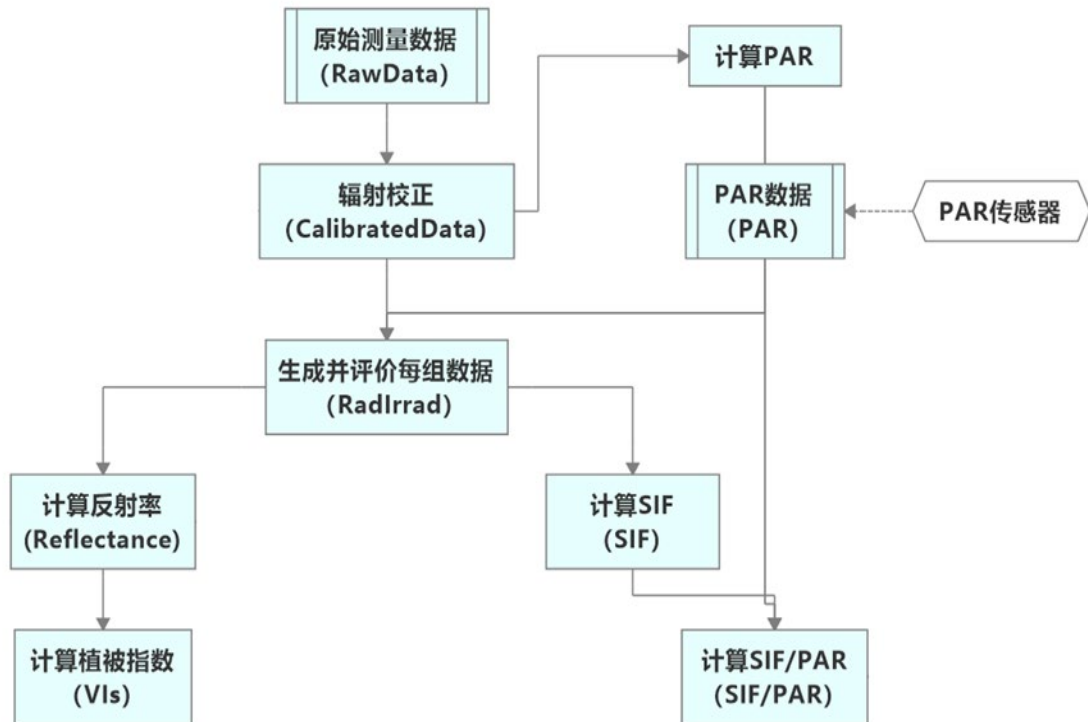 原始测量数据
(RawData)
计算PAR
辐射校正
(CalibratedData)
PAR数据
(PAR)
PAR传感器
生成并评价每组数据
(RadIrrad)
计算反射率
(Reflectance)
计算SIF
(SIF)
计算植被指数
(VIs)
计算SIF/PAR
(SIF/PAR)